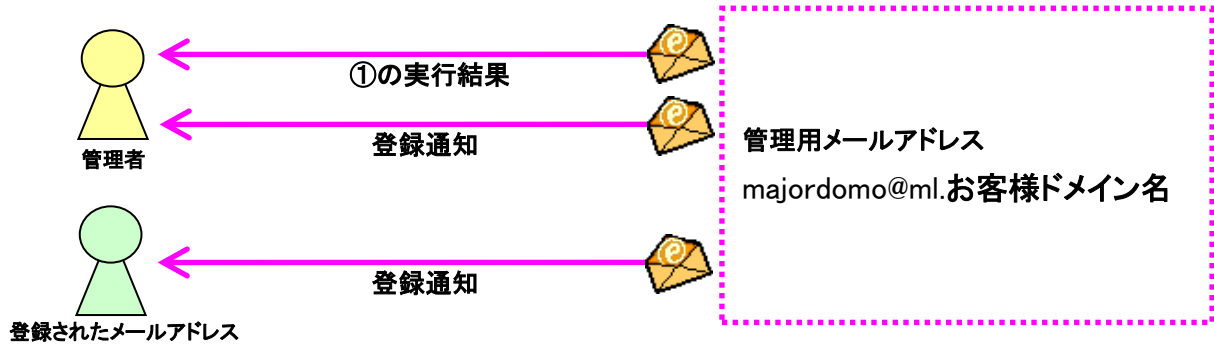 ①の実行結果
登録通知
管理者
管理用メールアドレス
majordomo@ml.お客様ドメイン名
登録通知
登録されたメールアドレス